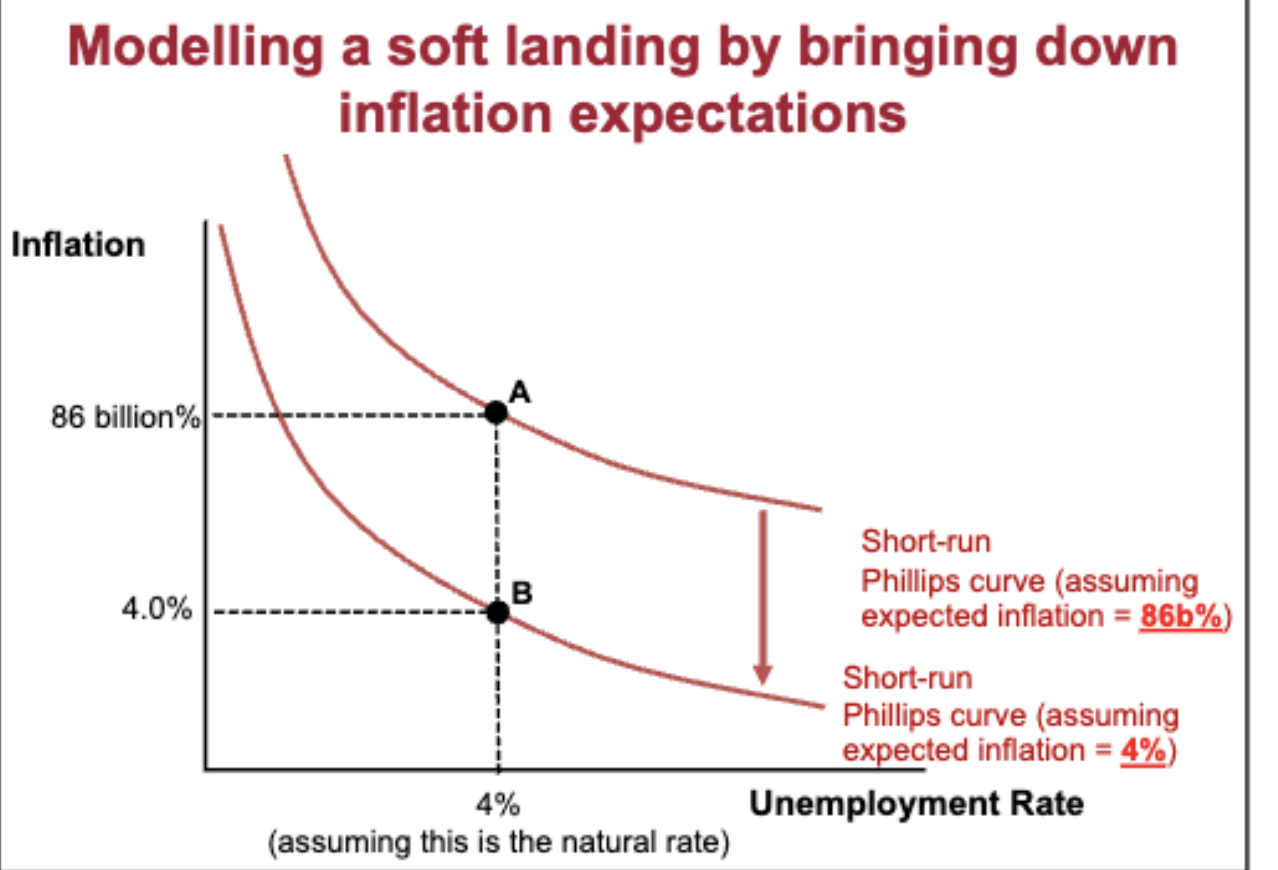 Modelling a soft landing by bringing down
inflation expectations
Inflation
A
86 billion%
Short-run
Phillips curve (assuming
expected inflation = 86b%)
B
4.0%
Short-run
Phillips curve (assuming
expected inflation = 4%)
4%
(assuming this is the natural rate)
Unemployment Rate